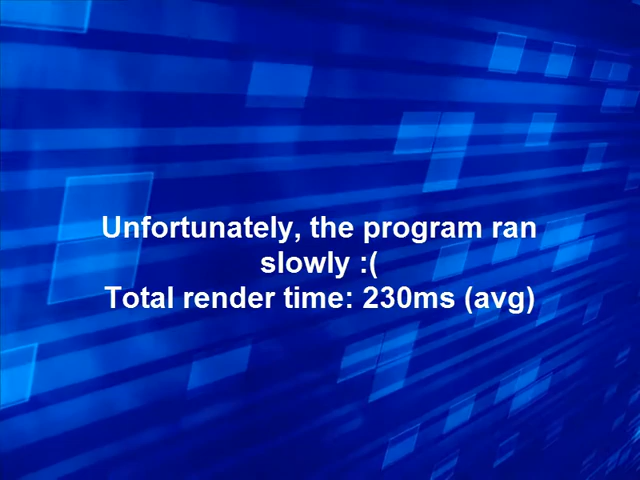 Unfortunately, the program ran
slowly :(
Total render time: 230ms (avg)